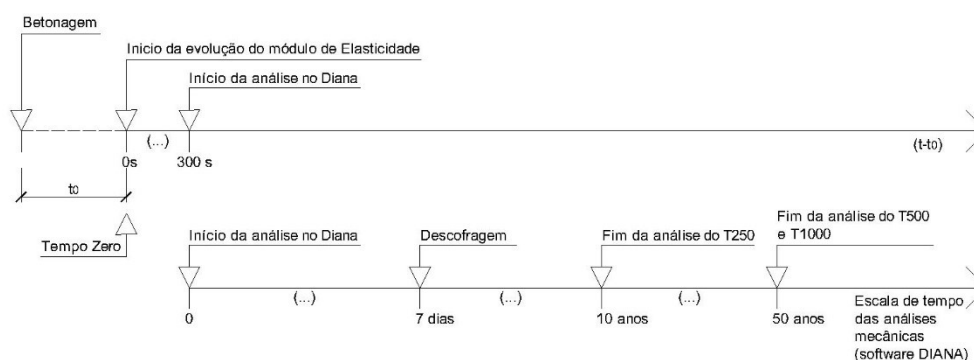 Betonagem
Inicio da evolução do módulo de Elasticidade
Início da análise no Diana
(...)
(t-to)
0s
300 s
to
Tempo Zero
Início da análise no Diana
Descofragem
Fim da análise do T250
Fim da análise do T500
e T1000
(...)
(...)
(...)
0
7 dias
10 anos
50 anos
Escala de tempo
das análises
mecânicas
(software DIANA)